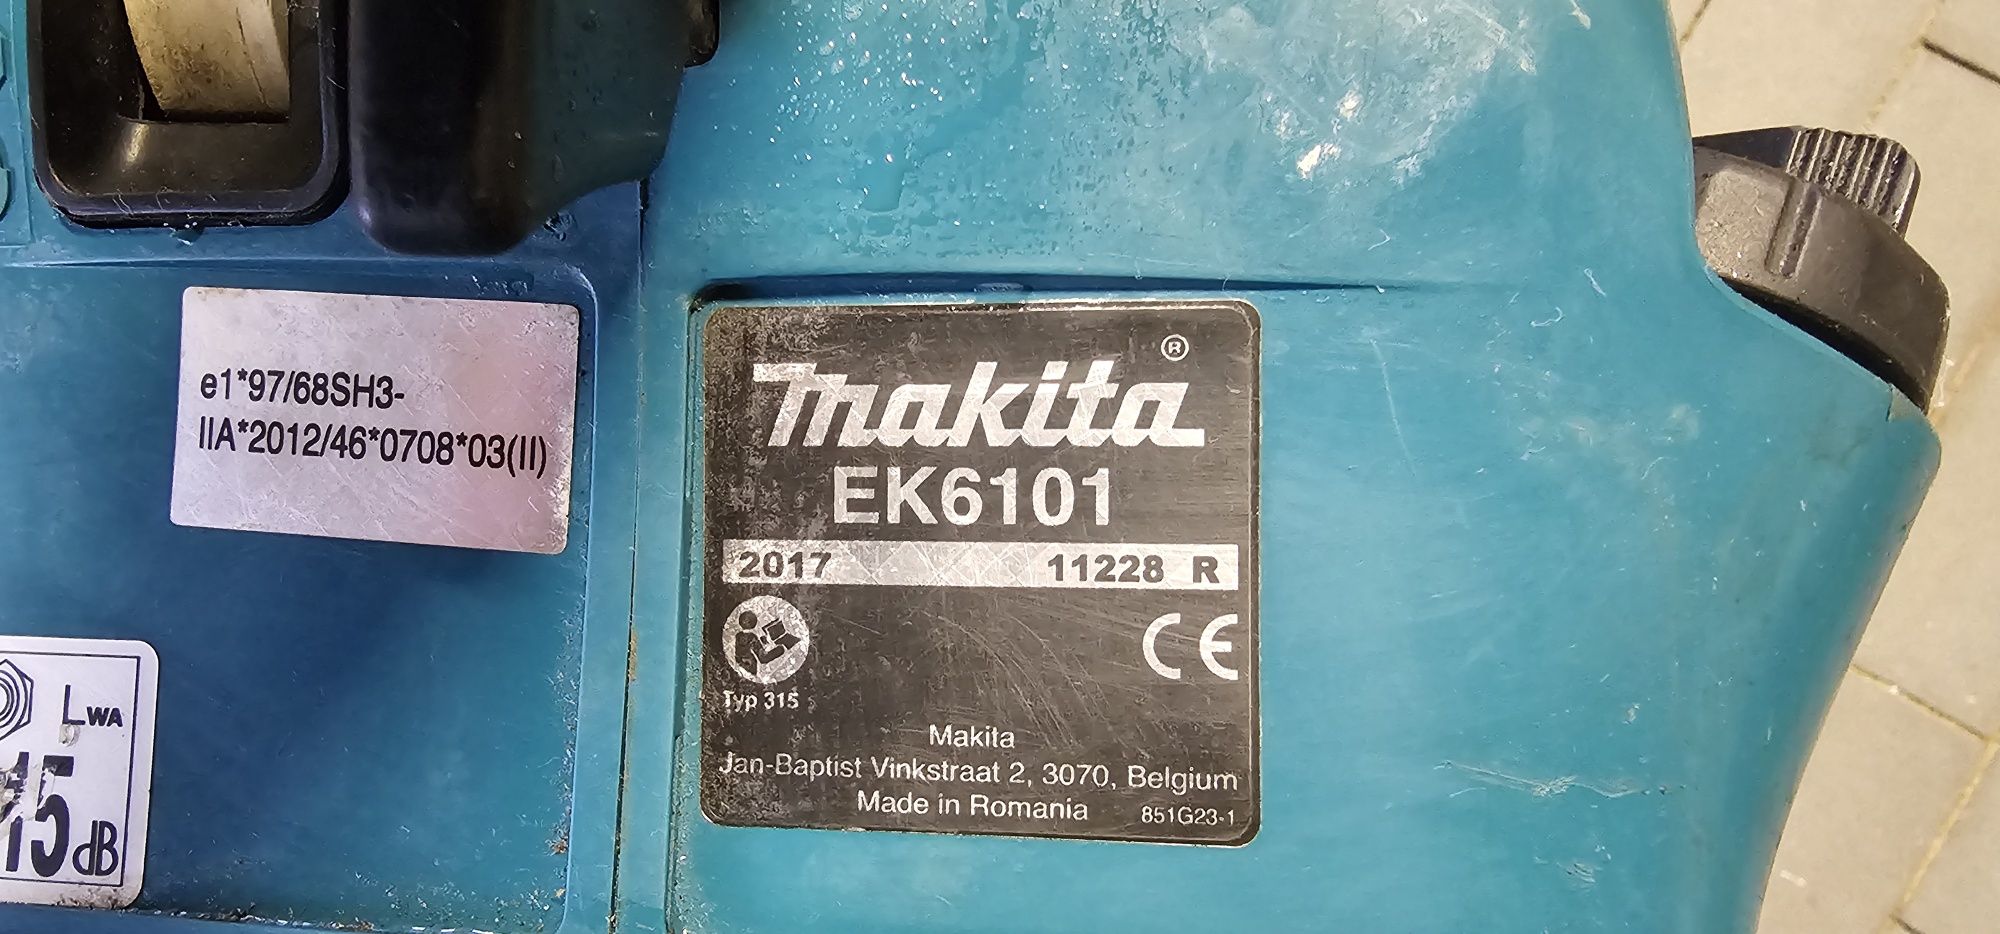 e1*97/68SH3-
IIA*2012/46*0708*03(II)
makita ®
EK6101
2017 11228 R
CE
Typ 315
Makita
Jan-Baptist Vinkstraat 2, 3070, Belgium
Made in Romania 851G23-1
LWA
15 dB